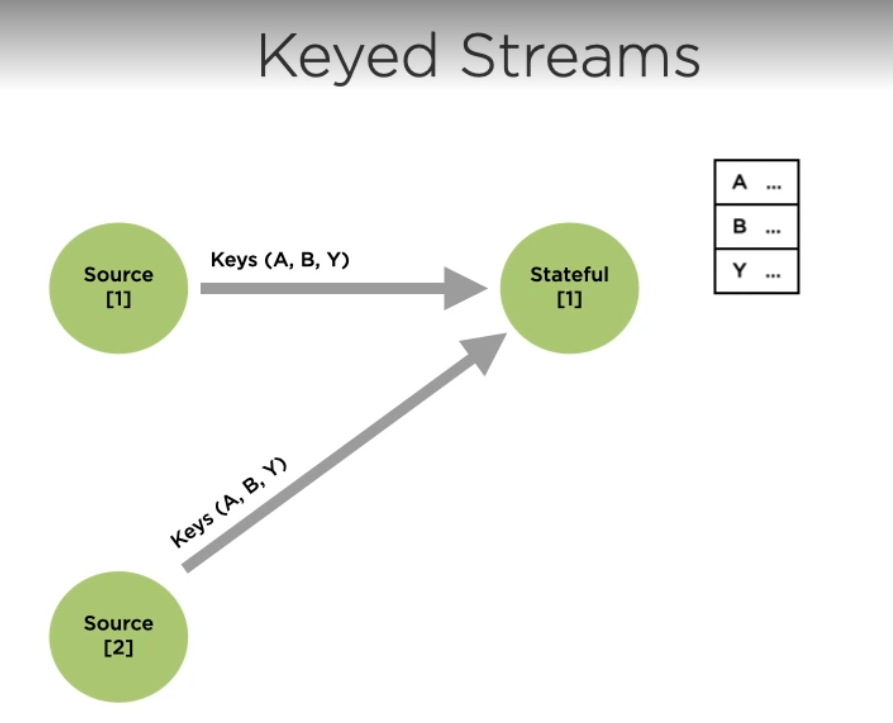 Keyed Streams
A ...
B ...
Y ...
Keys (A, B, Y)
Source
[1]
Stateful
[1]
Keys (A, B, Y)
Source
[2]